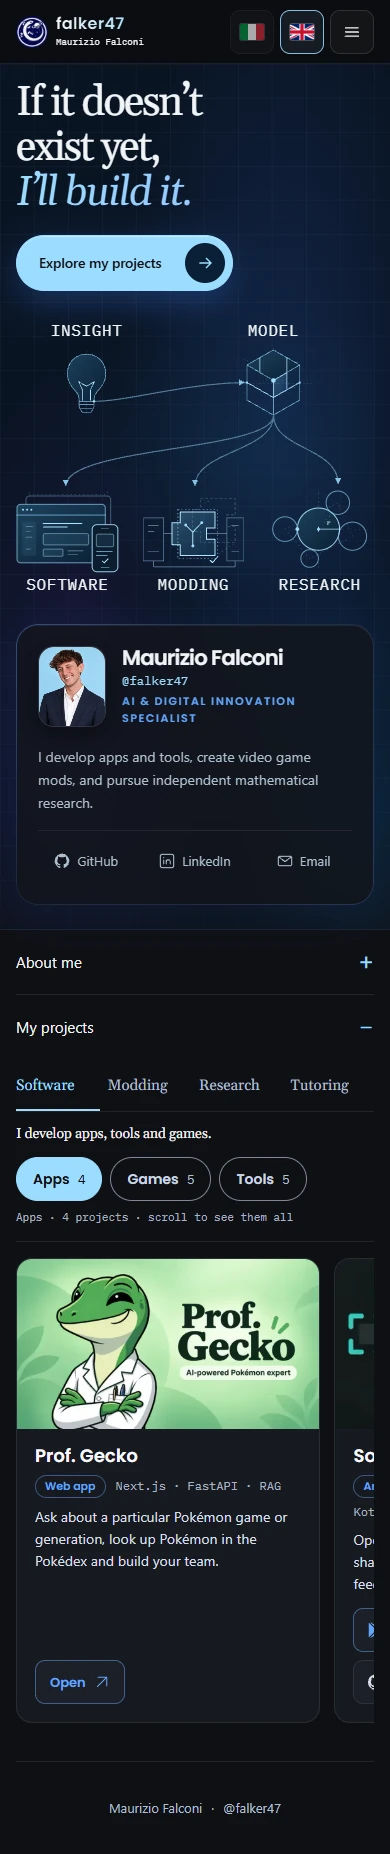 falker47
Maurizio Falconi
If it doesn’t
exist yet,
I’ll build it.
Explore my projects
INSIGHT
MODEL
SOFTWARE
MODDING
RESEARCH
Maurizio Falconi
@falker47
AI & DIGITAL INNOVATION
SPECIALIST
I develop apps and tools, create video game
mods, and pursue independent mathematical
research.
GitHub
LinkedIn
Email
About me
My projects
Software
Modding
Research
Tutoring
I develop apps, tools and games.
Apps 4
Games 5
Tools 5
Apps · 4 projects · scroll to see them all
Prof.
Gecko
AI-powered Pokémon expert
Prof. Gecko
Web app
Next.js · FastAPI · RAG
Ask about a particular Pokémon game or
generation, look up Pokémon in the
Pokédex and build your team.
Open
Maurizio Falconi · @falker47